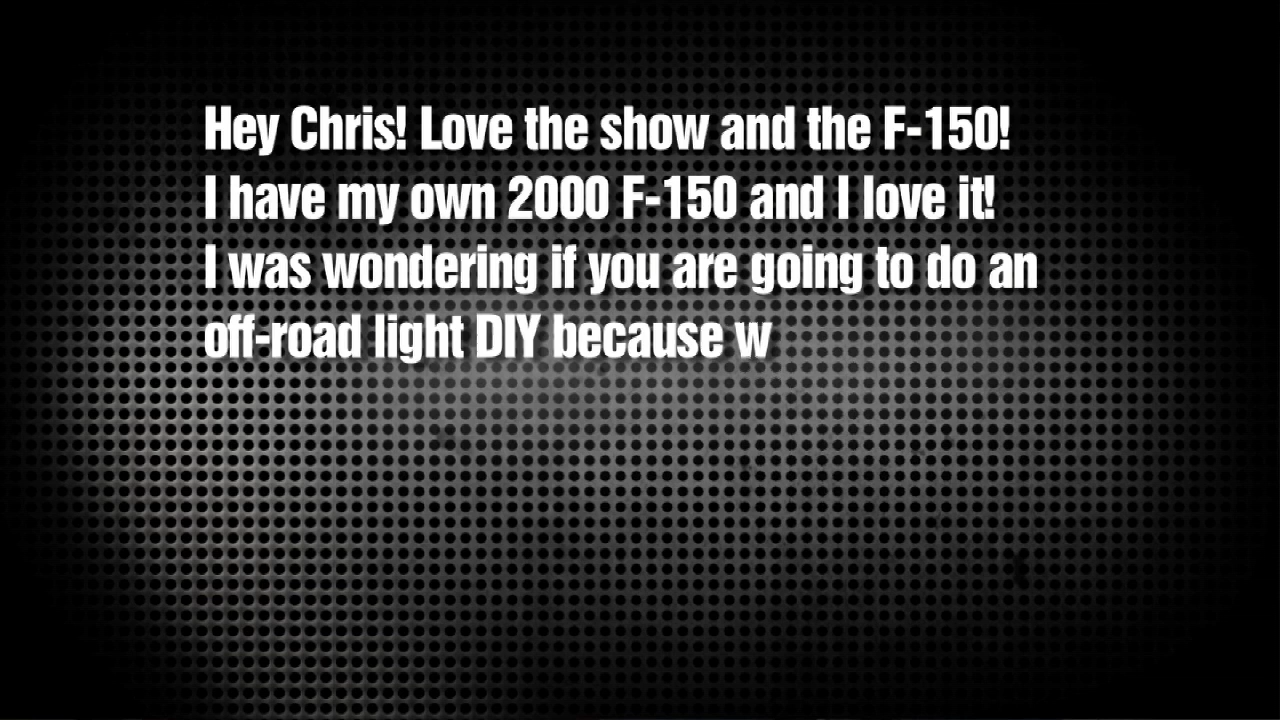 Hey Chris! Love the show and the F-150!
I have my own 2000 F-150 and I love it!
I was wondering if you are going to do an
off-road light DIY because w